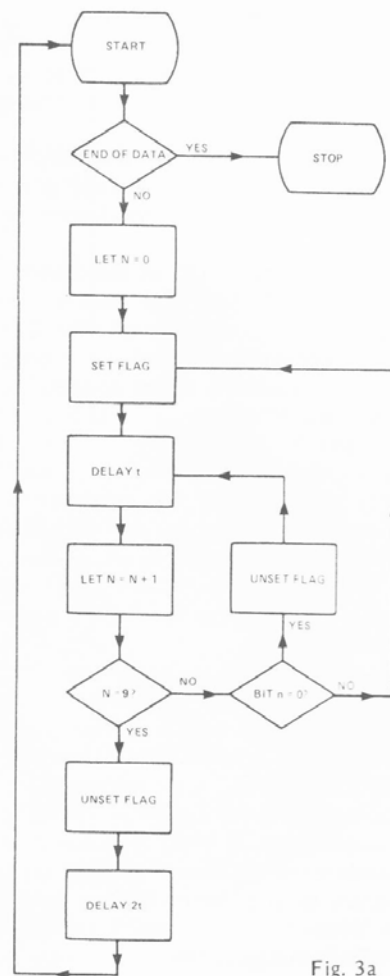 START
END OF DATA
YES
STOP
NO
LET N = 0
SET FLAG
DELAY t
LET N = N + 1
UNSET FLAG
YES
N = 9?
NO
BIT n = 0?
NO
YES
UNSET FLAG
DELAY 2t
Fig. 3a